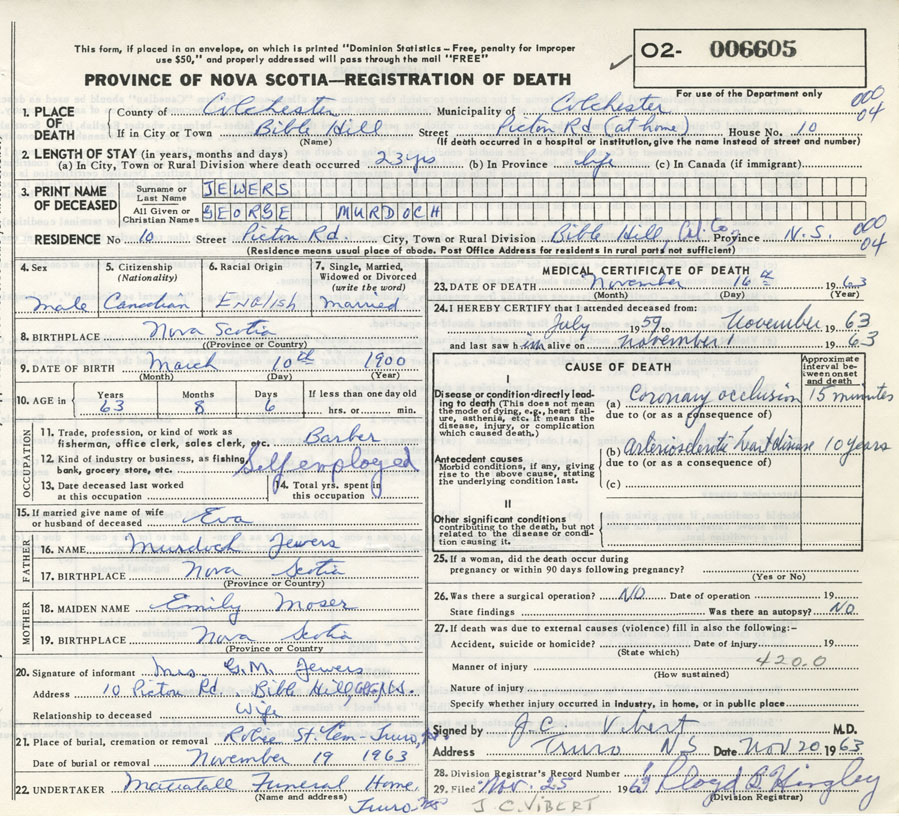 This form, if placed in an envelope, on which is printed "Dominion Statistics – Free, penalty for improper
use $50," and properly addressed will pass through the mail "FREE"
02- 006605
For use of the Department only
PROVINCE OF NOVA SCOTIA—REGISTRATION OF DEATH
000
04
1. PLACE OF DEATH
County of Colchester Municipality of Colchester
If in City or Town Bible Hill Street Picton Rd (at home) House No. 10
(Name) (If death occurred in a hospital or institution, give the name instead of street and number)
2. LENGTH OF STAY (in years, months and days)
(a) In City, Town or Rural Division where death occurred 23 yrs (b) In Province life (c) In Canada (if immigrant)
3. PRINT NAME OF DECEASED
Surname or Last Name JEWERS
All Given or Christian Names GEORGE MURDOCH
RESIDENCE No 10 Street Picton Rd. City, Town or Rural Division Bible Hill, Col. Co. Province N.S.
(Residence means usual place of abode. Post Office Address for residents in rural parts not sufficient)
000
04
4. Sex Male
5. Citizenship (Nationality) Canadian
6. Racial Origin English
7. Single, Married, Widowed or Divorced (write the word) Married
8. BIRTHPLACE Nova Scotia
((Province or Country)
9. DATE OF BIRTH March 10th 1900
(Month) (Day) (Year)
10. AGE in Years 63 Months 8 Days 6 If less than one day old
hrs. or min.
OCCUPATION
11. Trade, profession, or kind of work as
fisherman, office clerk, sales clerk, etc. Barber
12. Kind of industry or business, as fishing,
bank, grocery store, etc. Self employed
13. Date deceased last worked
at this occupation
14. Total yrs. spent in
this occupation
15. If married give name of wife
or husband of deceased Eva
FATHER
16. NAME Murdoch Jewers
17. BIRTHPLACE Nova Scotia
(Province or Country)
MOTHER
18. MAIDEN NAME Emily Moser
19. BIRTHPLACE Nova Scotia
(Province or Country)
20. Signature of informant Mrs G.M. Jewers
Address 10 Picton Rd. Bible Hill,
Relationship to deceased Wife
21. Place of burial, cremation or removal Robie St. Cem - Truro, NS
Date of burial or removal November 19 1963
22. UNDERTAKER Mattatall Funeral Home,
(Name and address) Truro NS
MEDICAL CERTIFICATE OF DEATH
23. DATE OF DEATH November 16th 1963
(Month) (Day) (Year)
24. I HEREBY CERTIFY that I attended deceased from:
July 1959 to November 1963
and last saw him alive on November 1 1963
CAUSE OF DEATH
Approximate interval between onset and death
I
Disease or condition directly leading to death (This does not mean the mode of dying, e.g., heart failure, asthenia, etc. It means the disease, injury, or complication which caused death.)
(a) Coronary occlusion 15 minutes
due to (or as a consequence of)
Antecedent causes
Morbid conditions, if any, giving rise to the above cause, stating the underlying condition last.
(b) arteriosclerotic heart disease 10 years
due to (or as a consequence of)
(c)
II
Other significant conditions
contributing to the death, but not related to the disease or condition causing it.
25. If a woman, did the death occur during
pregnancy or within 90 days following pregnancy?
(Yes or No)
26. Was there a surgical operation? NO Date of operation 19
State findings Was there an autopsy? NO
27. If death was due to external causes (violence) fill in also the following:–
Accident, suicide or homicide? Date of injury 19
(State which)
Manner of injury 420.0
(How sustained)
Nature of injury
Specify whether injury occurred in industry, in home, or in public place
Signed by J.C. Vibert M.D.
Address Truro N.S Date Nov 20 1963
28. Division Registrar's Record Number
29. Filed Nov. 25 1963 Lloyd S Hingley
(Division Registrar)
J C. VIBERT